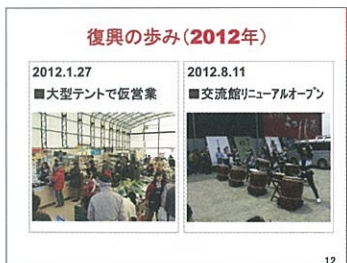 復興の歩み（2012年）
2012.1.27
■大型テントで仮営業
2012.8.11
■交流館リニューアルオープン
12